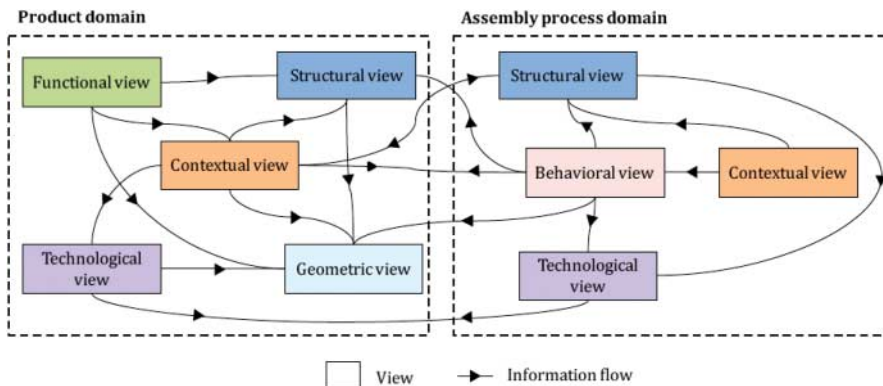 Product domain
Assembly process domain
Functional view
Structural view
Structural view
Contextual view
Behavioral view
Contextual view
Technological
view
Geometric view
Technological
view
View
Information flow